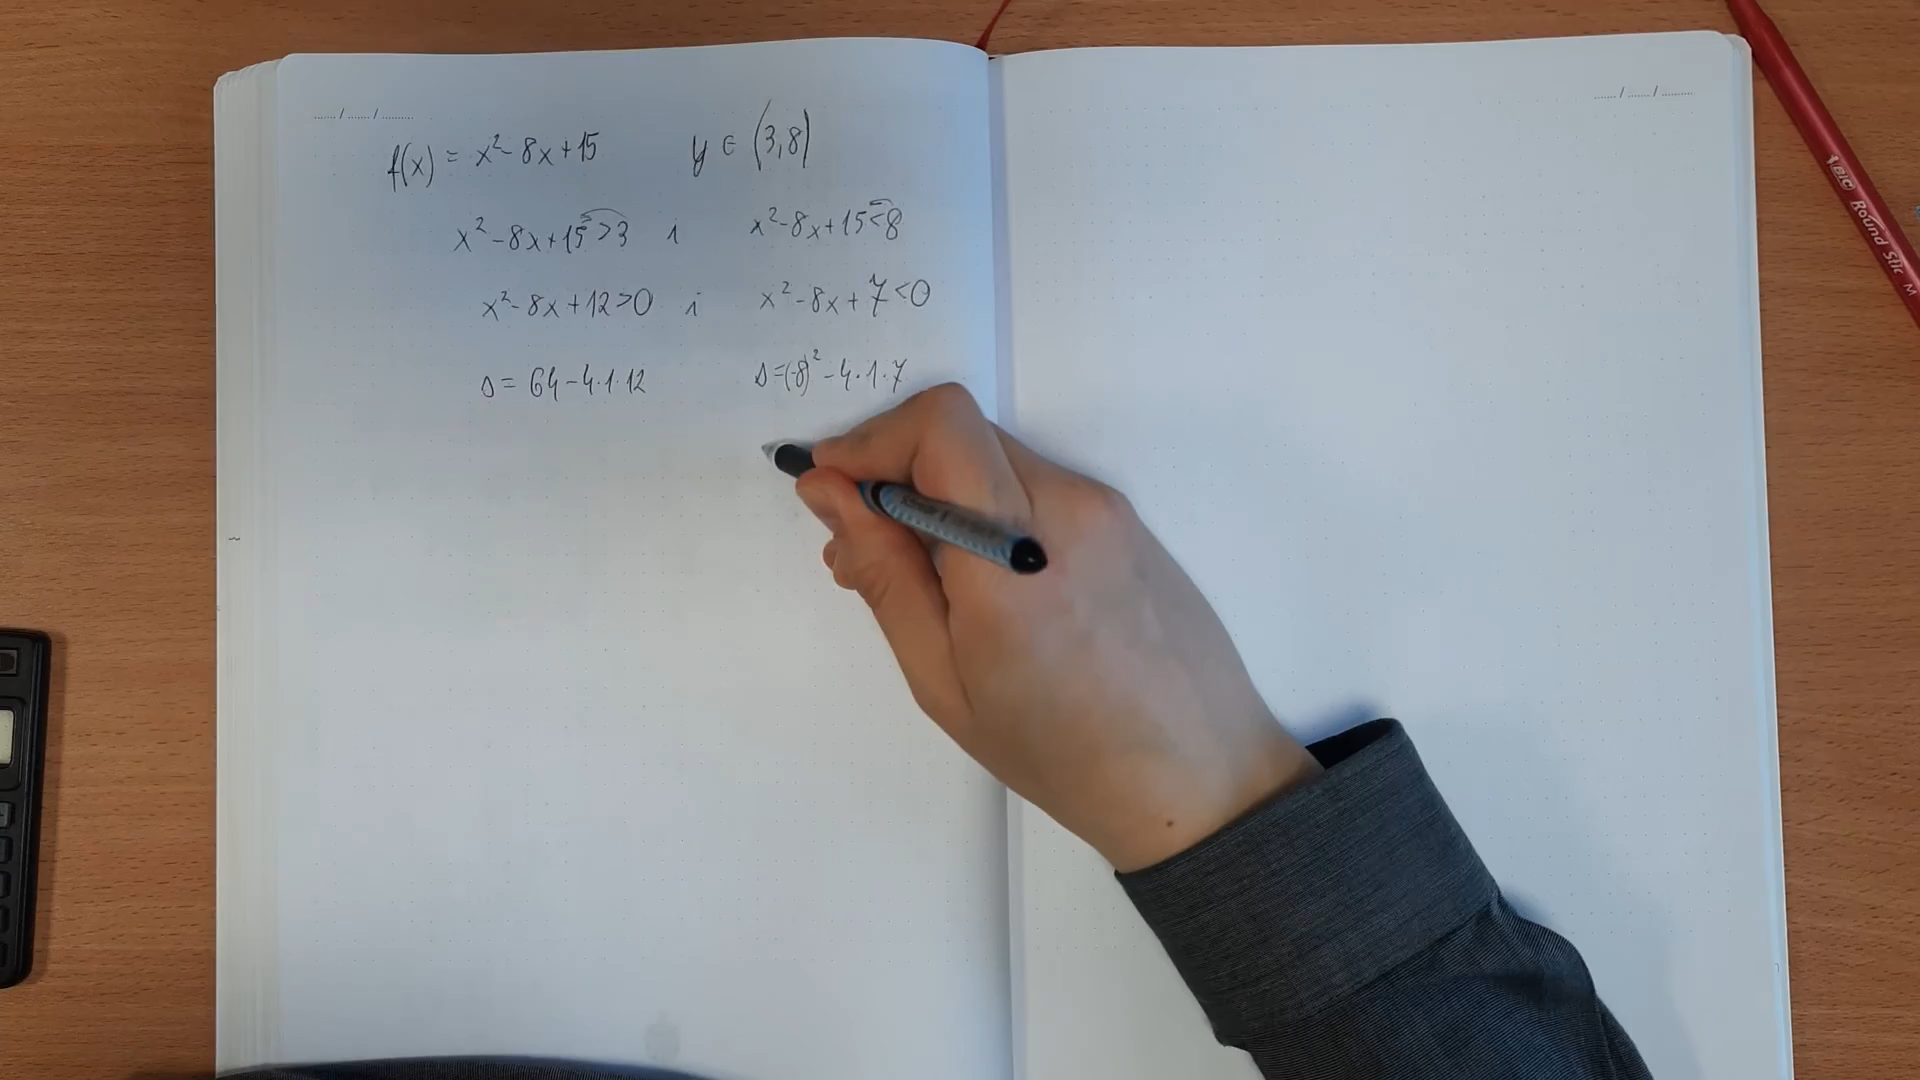 ...... / ...... / .........
f(x) = x² - 8x + 15 y ∈ (3,8)
x² - 8x + 15 > 3 i x² - 8x + 15 < 8
x² - 8x + 12 > 0 i x² - 8x + 7 < 0
Δ = 64 - 4·1·12 Δ = (-8)² - 4·1·7
...... / ...... / .........
BIC Round Stic M